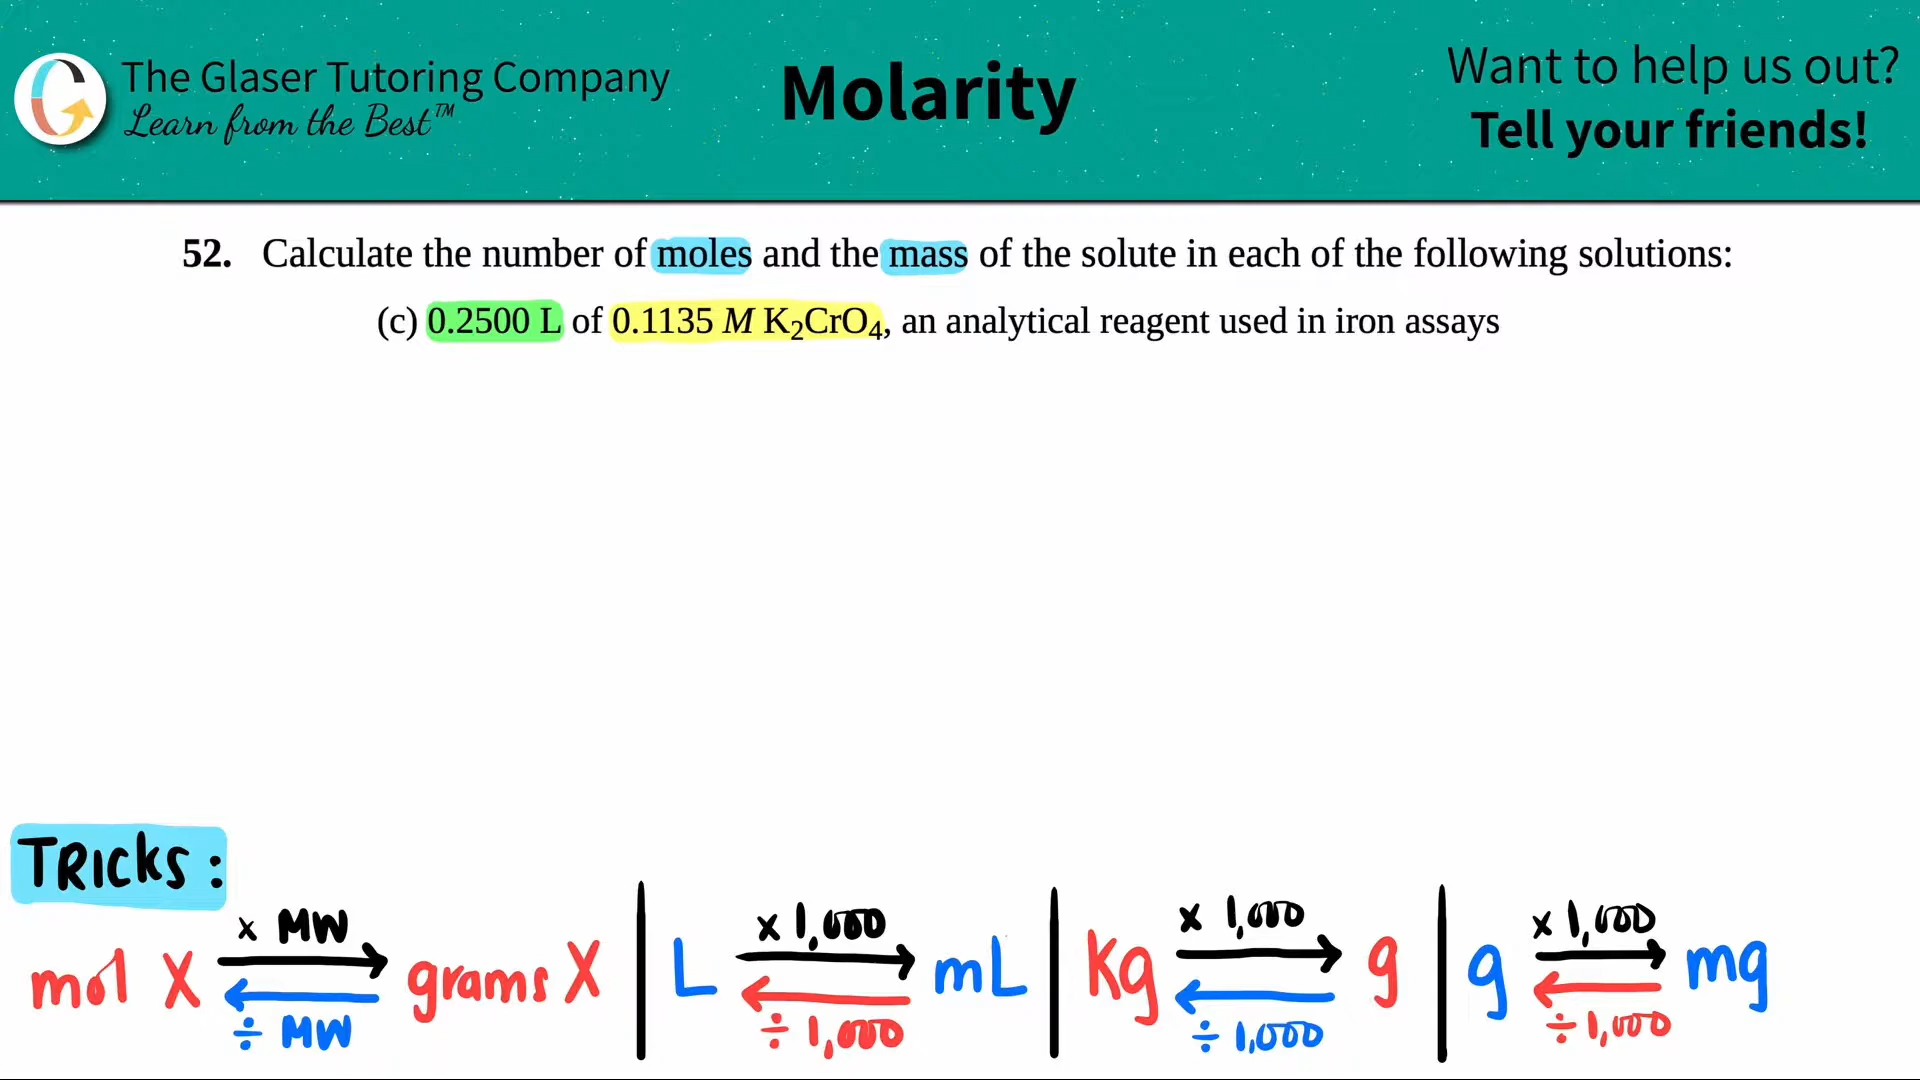 The Glaser Tutoring Company
Learn from the Best™
Molarity
Want to help us out?
Tell your friends!
52. Calculate the number of moles and the mass of the solute in each of the following solutions:
(c) 0.2500 L of 0.1135 M K₂CrO₄, an analytical reagent used in iron assays
TRICKS:
x MW
mol X grams X
÷ MW
x 1,000
L mL
÷ 1,000
x 1,000
Kg g
÷ 1,000
x 1,000
g mg
÷ 1,000